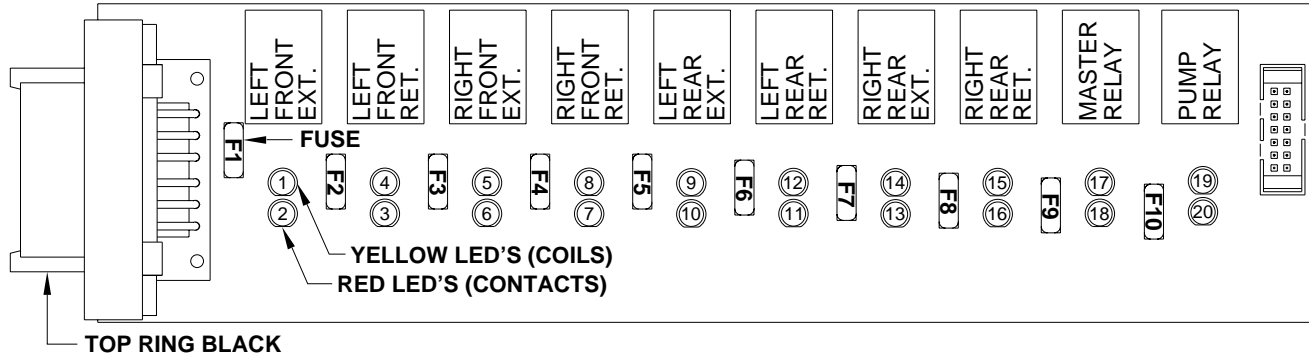 LEFT
FRONT
EXT.
LEFT
FRONT
RET.
RIGHT
FRONT
EXT.
RIGHT
FRONT
RET.
LEFT
REAR
EXT.
LEFT
REAR
RET.
RIGHT
REAR
EXT.
RIGHT
REAR
RET.
MASTER
RELAY
PUMP
RELAY
F1
FUSE
F2
F3
F4
F5
F6
F7
F8
F9
F10
1 4 5 8 9 12 14 15 17 19
2 3 6 7 10 11 13 16 18 20
YELLOW LED'S (COILS)
RED LED'S (CONTACTS)
TOP RING BLACK